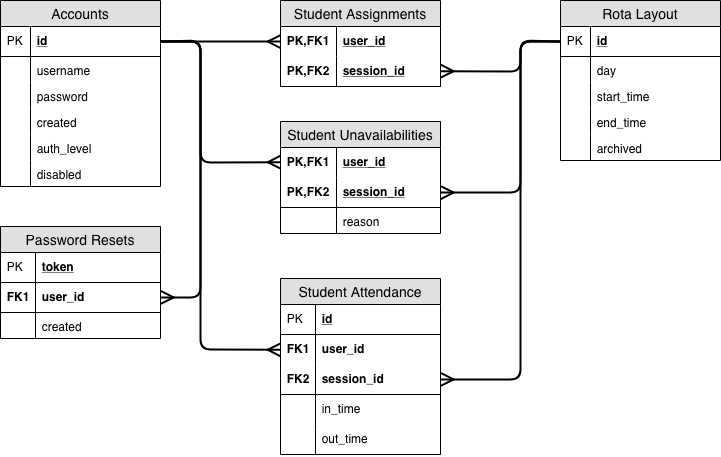 Accounts
PK id
username
password
created
auth_level
disabled
Password Resets
PK token
FK1 user_id
created
Student Assignments
PK,FK1 user_id
PK,FK2 session_id
Student Unavailabilities
PK,FK1 user_id
PK,FK2 session_id
reason
Student Attendance
PK id
FK1 user_id
FK2 session_id
in_time
out_time
Rota Layout
PK id
day
start_time
end_time
archived